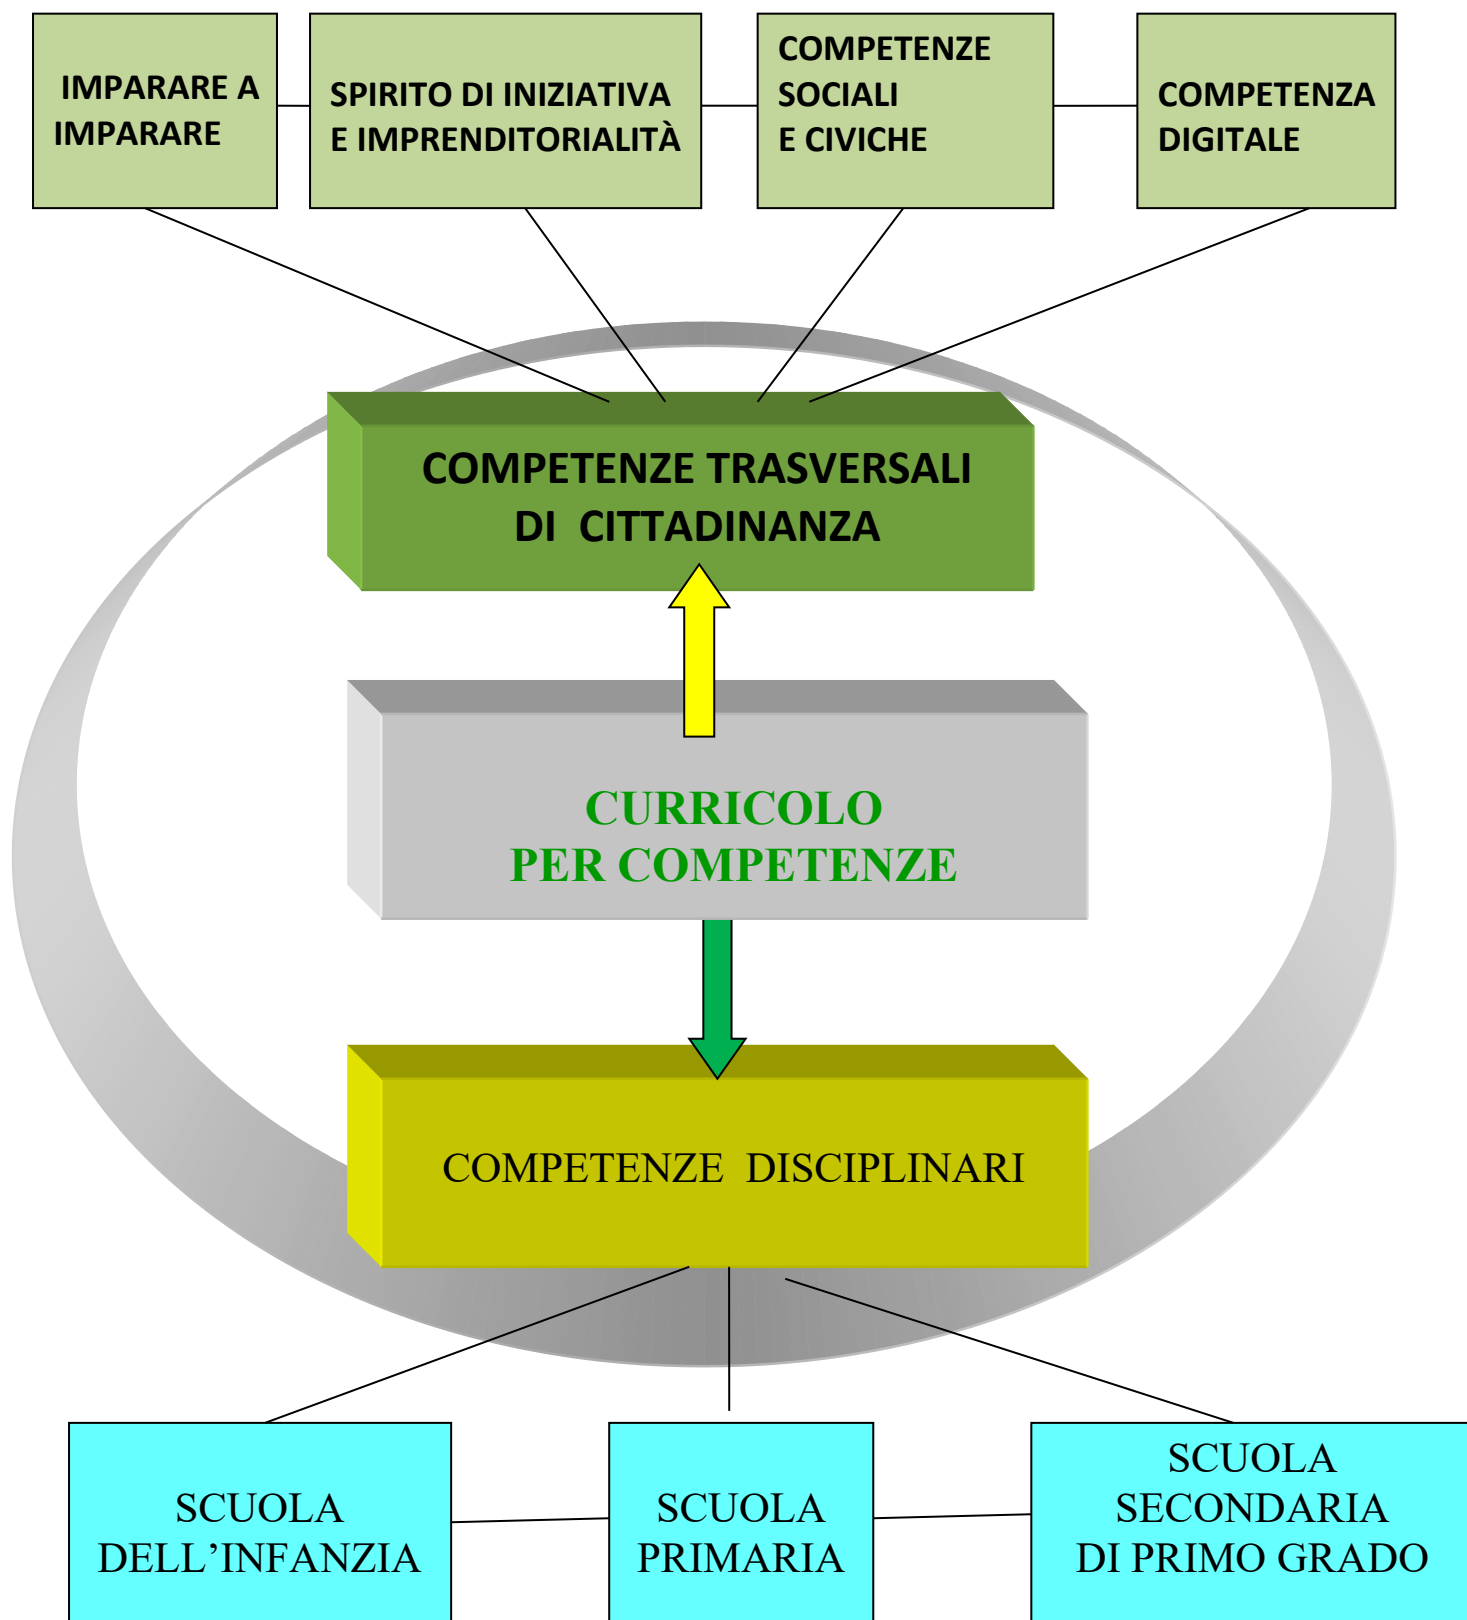 IMPARARE A
IMPARARE
SPIRITO DI INIZIATIVA
E IMPRENDITORIALITÀ
COMPETENZE
SOCIALI
E CIVICHE
COMPETENZA
DIGITALE
COMPETENZE TRASVERSALI
DI CITTADINANZA
CURRICOLO
PER COMPETENZE
COMPETENZE DISCIPLINARI
SCUOLA
DELL’INFANZIA
SCUOLA
PRIMARIA
SCUOLA
SECONDARIA
DI PRIMO GRADO